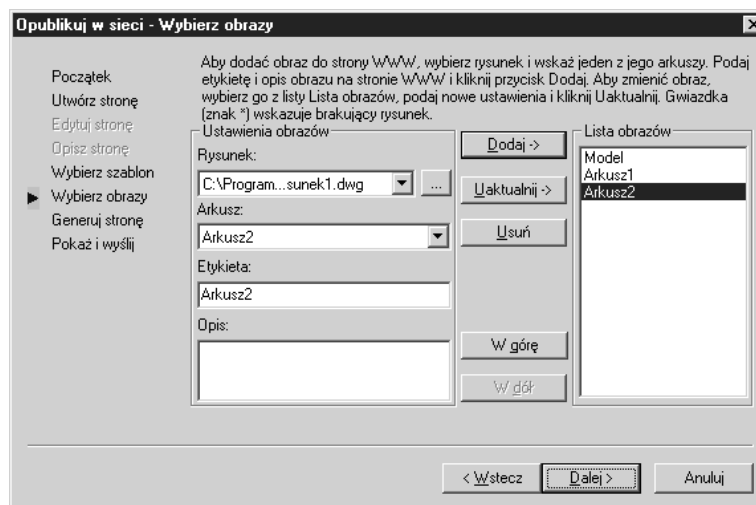 Opublikuj w sieci - Wybierz obrazy
Początek
Utwórz stronę
Edytuj stronę
Opisz stronę
Wybierz szablon
Wybierz obrazy
Generuj stronę
Pokaż i wyślij
Aby dodać obraz do strony WWW, wybierz rysunek i wskaż jeden z jego arkuszy. Podaj
etykietę i opis obrazu na stronie WWW i kliknij przycisk Dodaj. Aby zmienić obraz,
wybierz go z listy Lista obrazów, podaj nowe ustawienia i kliknij Uaktualnij. Gwiazdka
(znak *) wskazuje brakujący rysunek.
Ustawienia obrazów
Rysunek:
C:\Program...sunek1.dwg
...
Arkusz:
Arkusz2
Etykieta:
Arkusz2
Opis:
Dodaj ->
Uaktualnij ->
Usuń
W górę
W dół
Lista obrazów
Model
Arkusz1
Arkusz2
< Wstecz
Dalej >
Anuluj